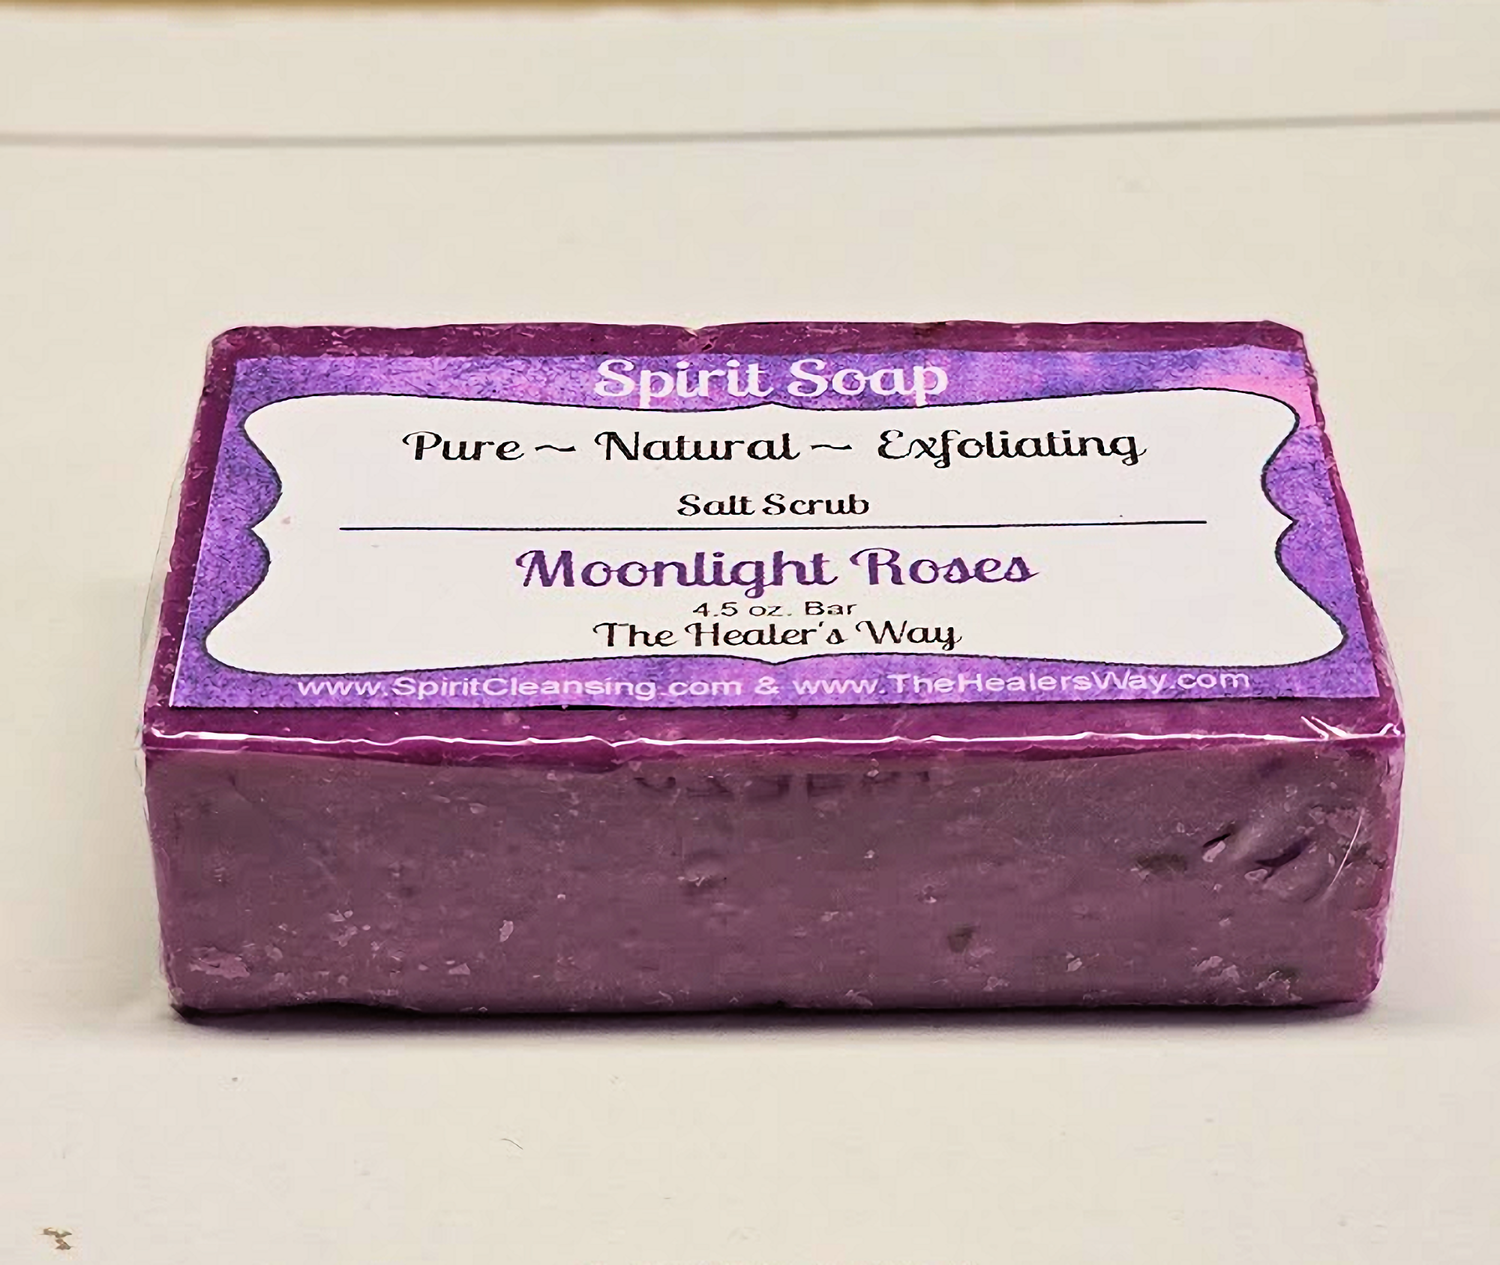 Spirit Soap
Pure ~ Natural ~ Exfoliating
Salt Scrub
Moonlight Roses
4.5 oz. Bar
The Healer's Way
www.SpiritCleansing.com & www.TheHealersWay.com